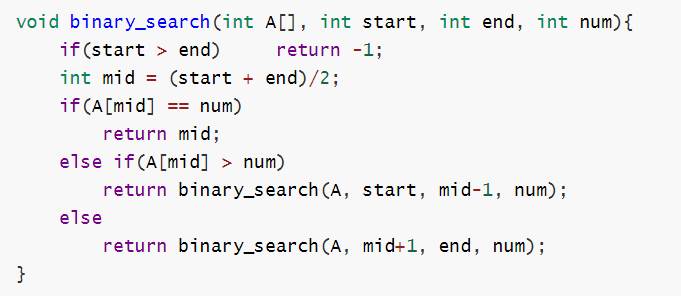 void binary_search(int A[], int start, int end, int num){
    if(start > end)     return -1;
    int mid = (start + end)/2;
    if(A[mid] == num)
        return mid;
    else if(A[mid] > num)
        return binary_search(A, start, mid-1, num);
    else
        return binary_search(A, mid+1, end, num);
}